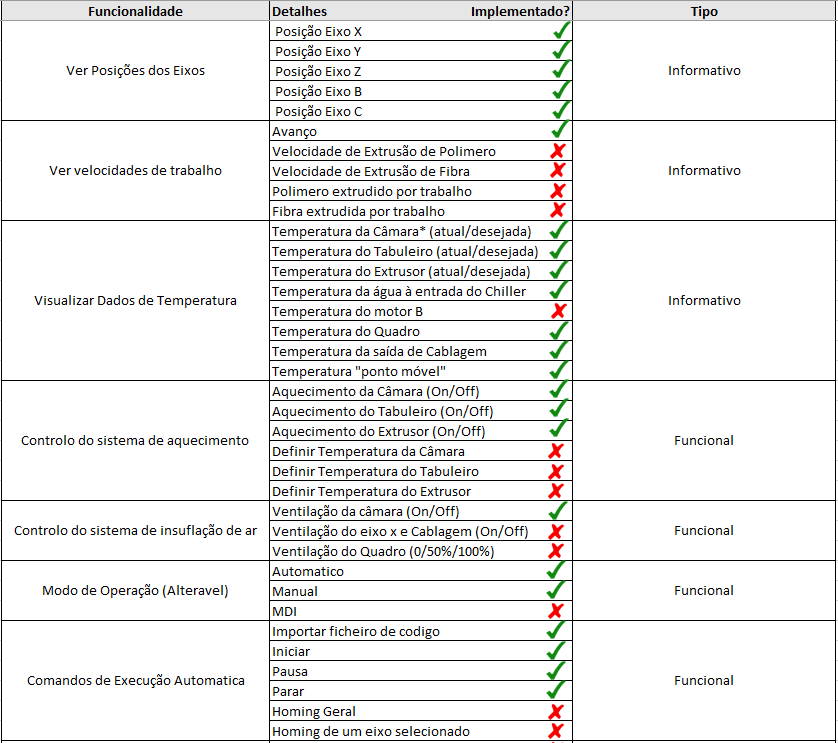 Funcionalidade Detalhes Implementado? Tipo
Posição Eixo X
Posição Eixo Y
Ver Posições dos Eixos Posição Eixo Z Informativo
Posição Eixo B
Posição Eixo C
Avanço
Velocidade de Extrusão de Polimero
Ver velocidades de trabalho Velocidade de Extrusão de Fibra Informativo
Polimero extrudido por trabalho
Fibra extrudida por trabalho
Temperatura da Câmara* (atual/desejada)
Temperatura do Tabuleiro (atual/desejada)
Temperatura do Extrusor (atual/desejada)
Temperatura da água à entrada do Chiller
Visualizar Dados de Temperatura Informativo
Temperatura do motor B
Temperatura do Quadro
Temperatura da saída de Cablagem
Temperatura "ponto móvel"
Aquecimento da Câmara (On/Off)
Aquecimento do Tabuleiro (On/Off)
Aquecimento do Extrusor (On/Off)
Controlo do sistema de aquecimento Funcional
Definir Temperatura da Câmara
Definir Temperatura do Tabuleiro
Definir Temperatura do Extrusor
Ventilação da câmara (On/Off)
Controlo do sistema de insuflação de ar Ventilação do eixo x e Cablagem (On/Off) Funcional
Ventilação do Quadro (0/50%/100%)
Automatico
Modo de Operação (Alteravel) Manual Funcional
MDI
Importar ficheiro de codigo
Iniciar
Pausa
Comandos de Execução Automatica Funcional
Parar
Homing Geral
Homing de um eixo selecionado